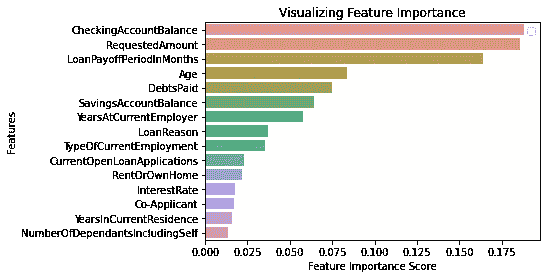 Visualizing Feature Importance
CheckingAccountBalance
RequestedAmount
LoanPayoffPeriodInMonths
Age
DebtsPaid
SavingsAccountBalance
YearsAtCurrentEmployer
LoanReason
TypeOfCurrentEmployment
CurrentOpenLoanApplications
RentOrOwnHome
InterestRate
Co-Applicant
YearsInCurrentResidence
NumberOfDependantsIncludingSelf
Features
0.000 0.025 0.050 0.075 0.100 0.125 0.150 0.175
Feature Importance Score